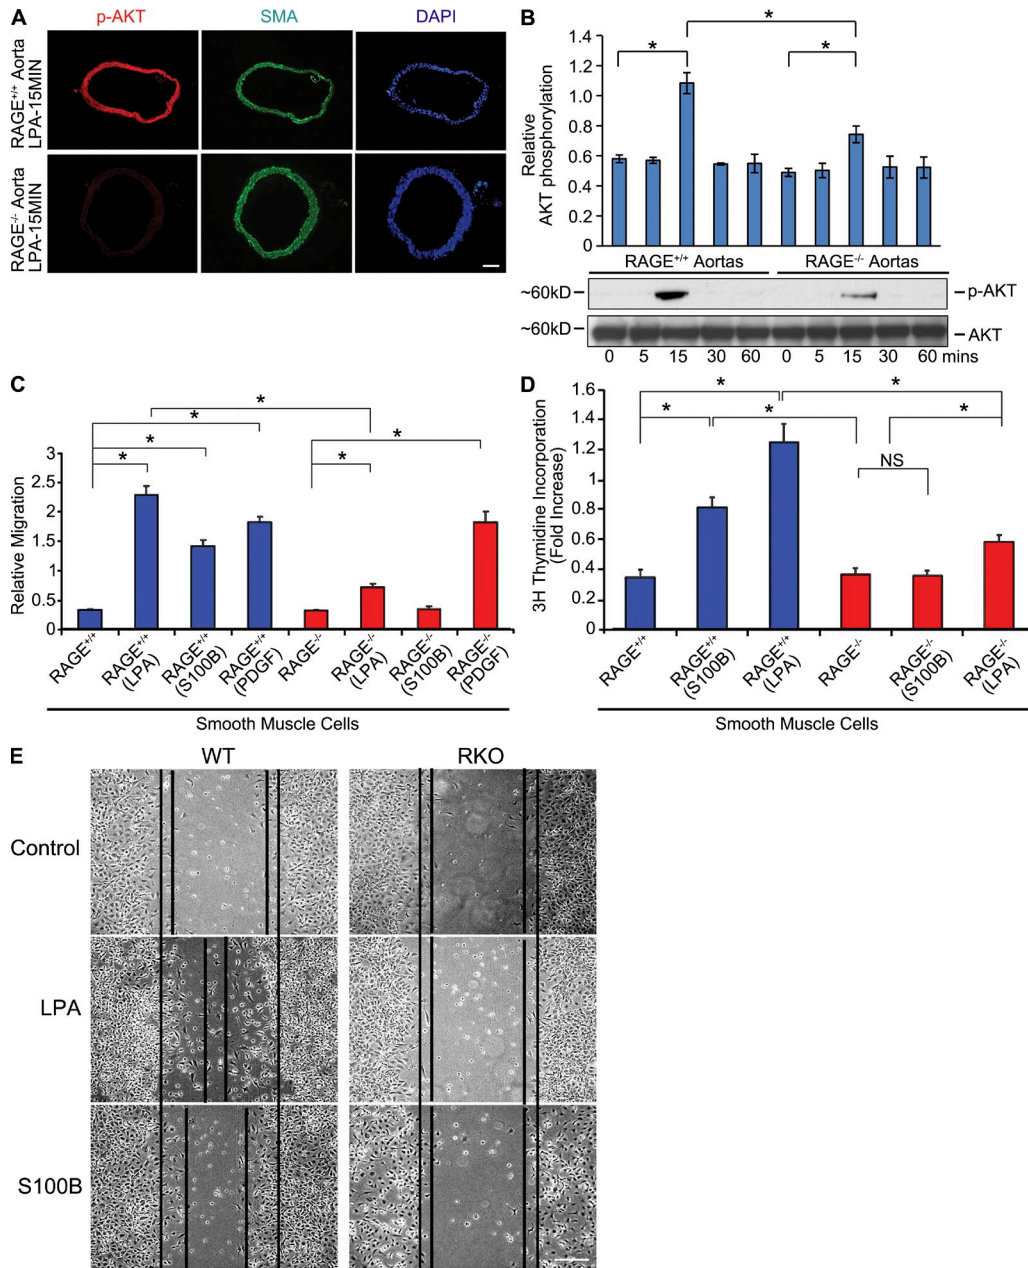 A
p-AKT SMA DAPI
RAGE+/+ Aorta
LPA-15MIN
RAGE-/- Aorta
LPA-15MIN
B
Relative
AKT phosphorylation
1.4
1.2
1.0
0.8
0.6
0.4
0.2
0
* * *
RAGE+/+ Aortas RAGE-/- Aortas
~60kD p-AKT
~60kD AKT
0 5 15 30 60 0 5 15 30 60 mins
C
Relative Migration
3
2.5
2
1.5
1
0.5
0
* * * * * *
RAGE+/+
RAGE+/+
(LPA)
RAGE+/+
(S100B)
RAGE+/+
(PDGF)
RAGE-/-
RAGE-/-
(LPA)
RAGE-/-
(S100B)
RAGE-/-
(PDGF)
Smooth Muscle Cells
D
3H Thymidine Incorporation
(Fold Increase)
1.6
1.4
1.2
1
0.8
0.6
0.4
0.2
0
* * * * *
NS
RAGE+/+
RAGE+/+
(S100B)
RAGE+/+
(LPA)
RAGE-/-
RAGE-/-
(S100B)
RAGE-/-
(LPA)
Smooth Muscle Cells
E
WT RKO
Control
LPA
S100B